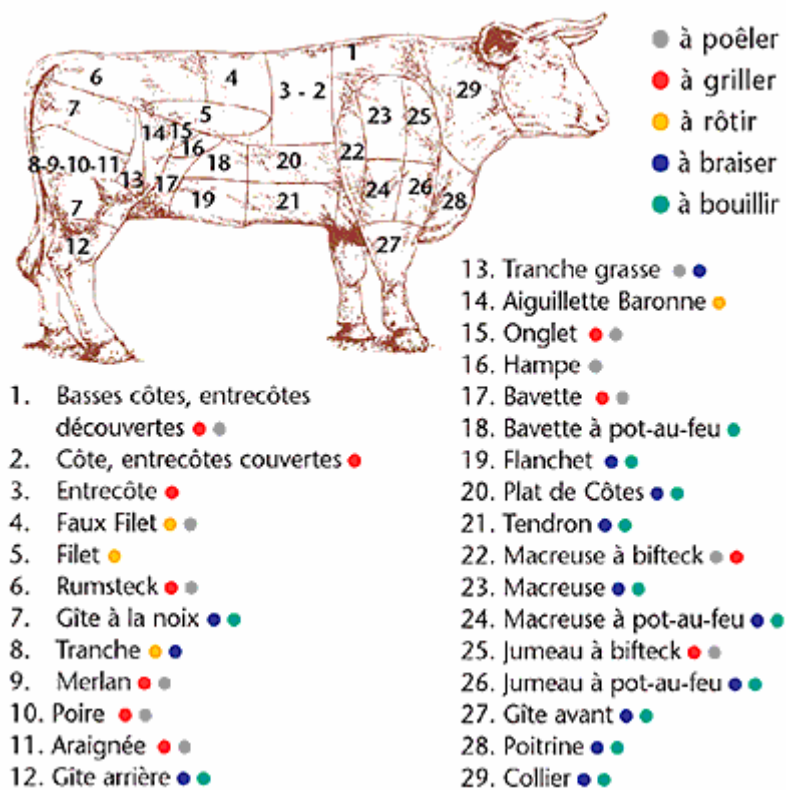 1
6
4
3 - 2
29
7
5
23
25
14
15
16
18
20
22
8-9-10-11
13
17
19
21
24
26
28
7
12
27
à poêler
à griller
à rôtir
à braiser
à bouillir
1. Basses côtes, entrecôtes
découvertes
2. Côte, entrecôtes couvertes
3. Entrecôte
4. Faux Filet
5. Filet
6. Rumsteck
7. Gîte à la noix
8. Tranche
9. Merlan
10. Poire
11. Araignée
12. Gîte arrière
13. Tranche grasse
14. Aiguillette Baronne
15. Onglet
16. Hampe
17. Bavette
18. Bavette à pot-au-feu
19. Flanchet
20. Plat de Côtes
21. Tendron
22. Macreuse à bifteck
23. Macreuse
24. Macreuse à pot-au-feu
25. Jumeau à bifteck
26. Jumeau à pot-au-feu
27. Gîte avant
28. Poitrine
29. Collier